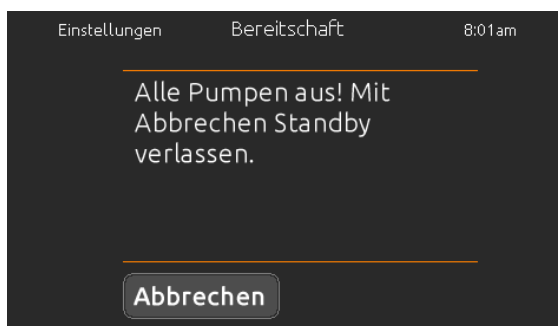 Einstellungen Bereitschaft 8:01am
Alle Pumpen aus! Mit
Abbrechen Standby
verlassen.
Abbrechen